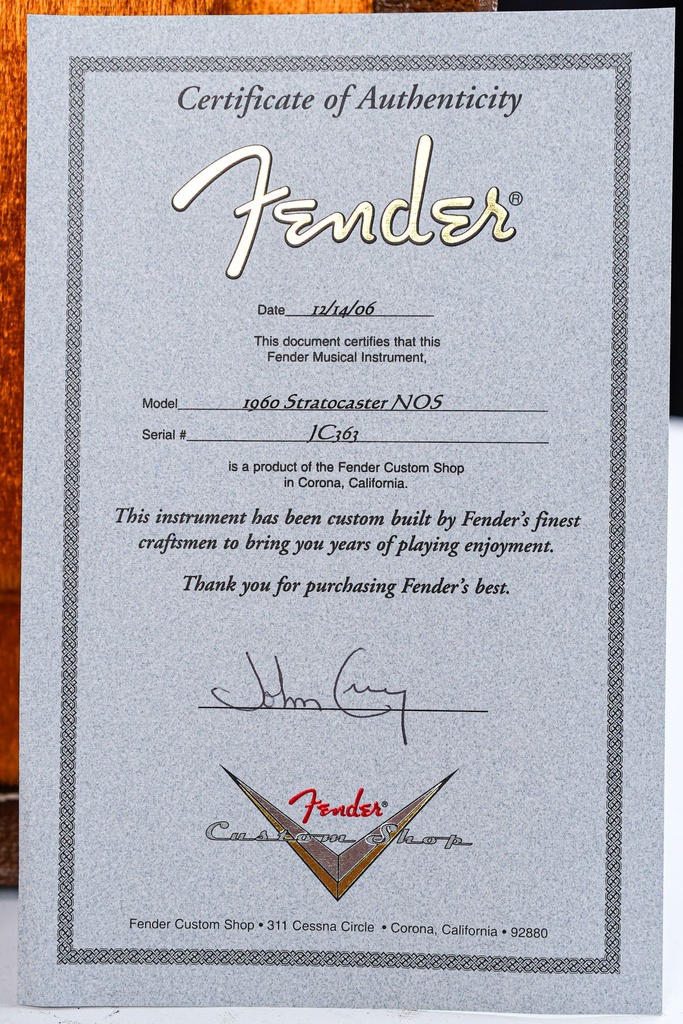 Certificate of Authenticity
Fender®
Date 12/14/06
This document certifies that this
Fender Musical Instrument,
Model 1960 Stratocaster NOS
Serial # JC363
is a product of the Fender Custom Shop
in Corona, California.
This instrument has been custom built by Fender's finest
craftsmen to bring you years of playing enjoyment.
Thank you for purchasing Fender's best.
John Cruz
Fender®
Custom Shop
Fender Custom Shop • 311 Cessna Circle • Corona, California • 92880